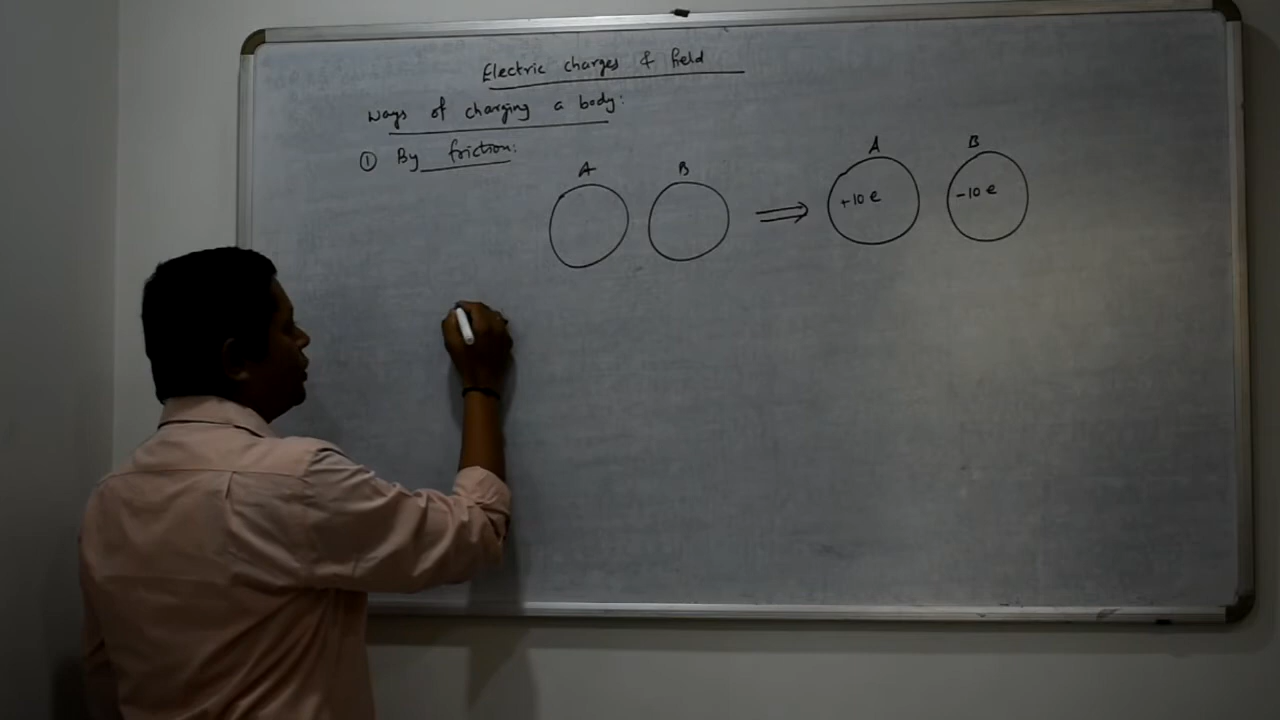 Electric charges & field
Ways of charging a body:
① By friction:
A B ⇒ A B
+10 e -10 e